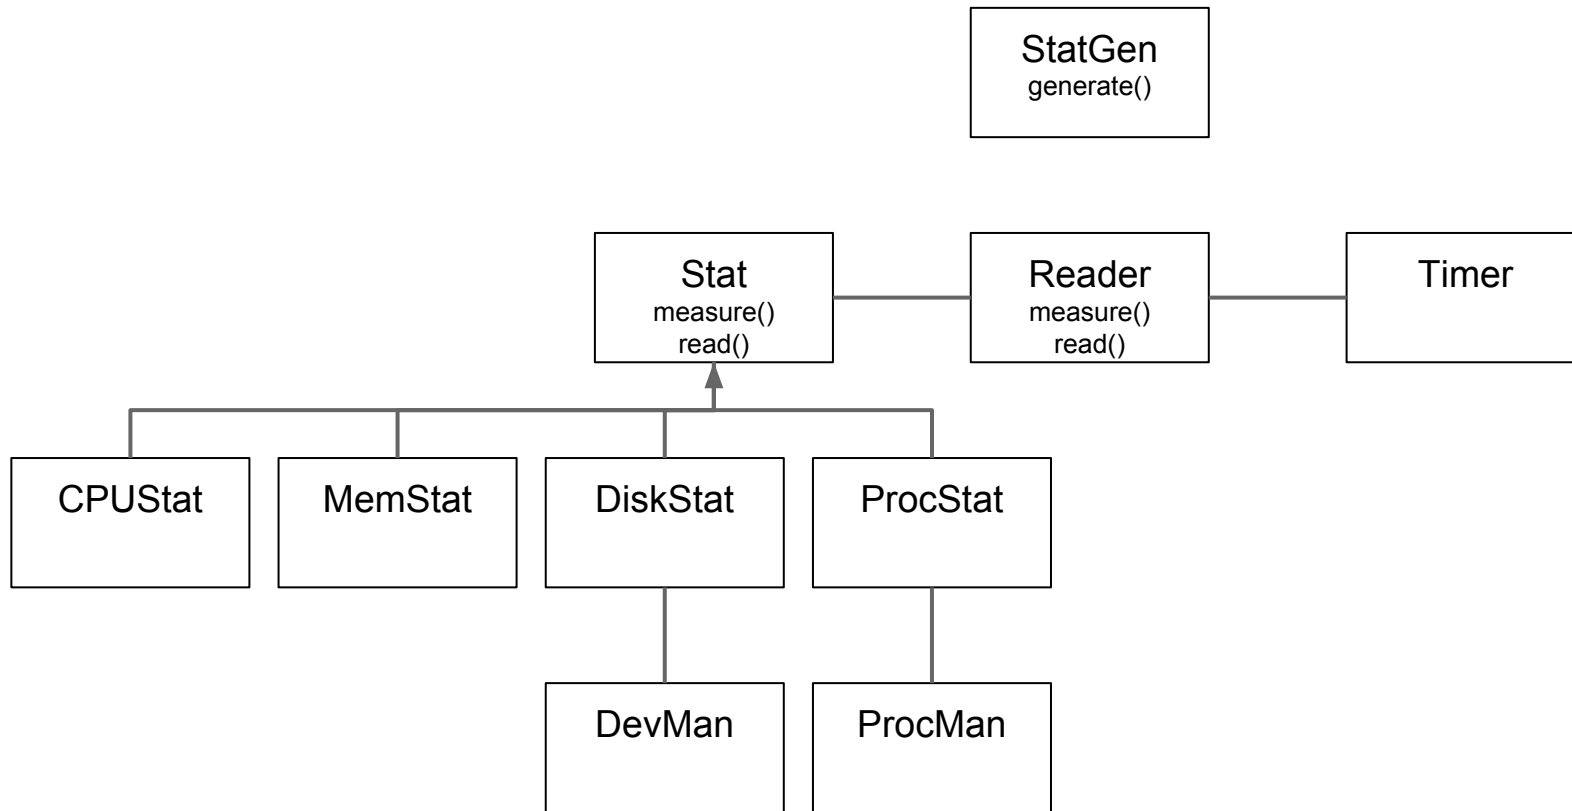 StatGen
generate()
Stat
measure()
read()
Reader
measure()
read()
Timer
CPUStat
MemStat
DiskStat
ProcStat
DevMan
ProcMan